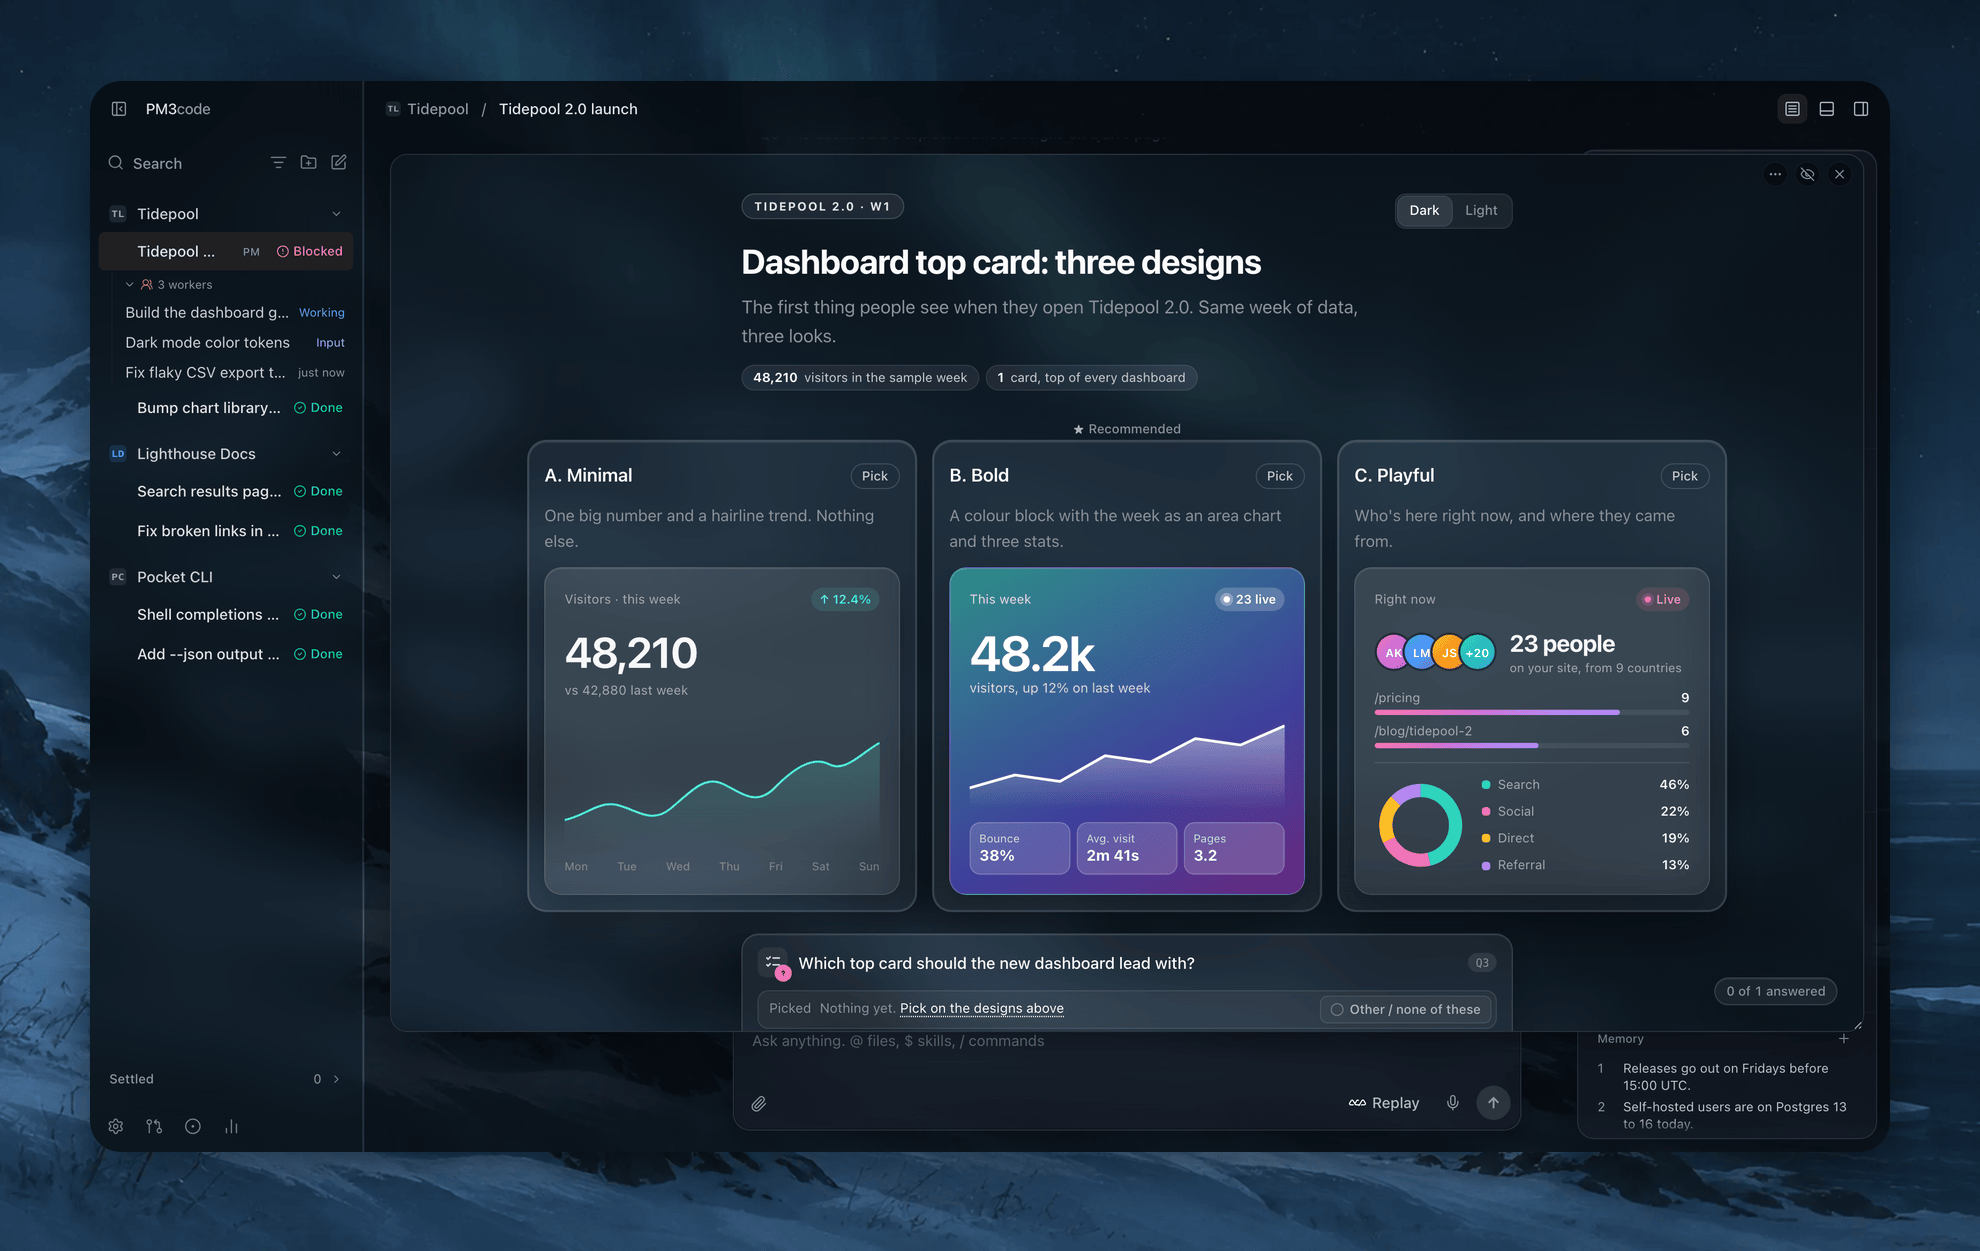 PM3code
Search
TL Tidepool
Tidepool ... PM Blocked
3 workers
Build the dashboard g... Working
Dark mode color tokens Input
Fix flaky CSV export t... just now
Bump chart library... Done
LD Lighthouse Docs
Search results pag... Done
Fix broken links in ... Done
PC Pocket CLI
Shell completions ... Done
Add --json output ... Done
Settled 0
TL Tidepool / Tidepool 2.0 launch
TIDEPOOL 2.0 · W1
Dark Light
Dashboard top card: three designs
The first thing people see when they open Tidepool 2.0. Same week of data,
three looks.
48,210 visitors in the sample week
1 card, top of every dashboard
★ Recommended
A. Minimal Pick
One big number and a hairline trend. Nothing
else.
Visitors · this week ↑ 12.4%
48,210
vs 42,880 last week
Mon Tue Wed Thu Fri Sat Sun
B. Bold Pick
A colour block with the week as an area chart
and three stats.
This week 23 live
48.2k
visitors, up 12% on last week
Bounce
38%
Avg. visit
2m 41s
Pages
3.2
C. Playful Pick
Who's here right now, and where they came
from.
Right now Live
AK LM JS +20
23 people
on your site, from 9 countries
/pricing 9
/blog/tidepool-2 6
Search 46%
Social 22%
Direct 19%
Referral 13%
Which top card should the new dashboard lead with? Q3
Picked Nothing yet. Pick on the designs above
Other / none of these
0 of 1 answered
Ask anything. @ files, $ skills, / commands
Replay
Memory
1 Releases go out on Fridays before
15:00 UTC.
2 Self-hosted users are on Postgres 13
to 16 today.